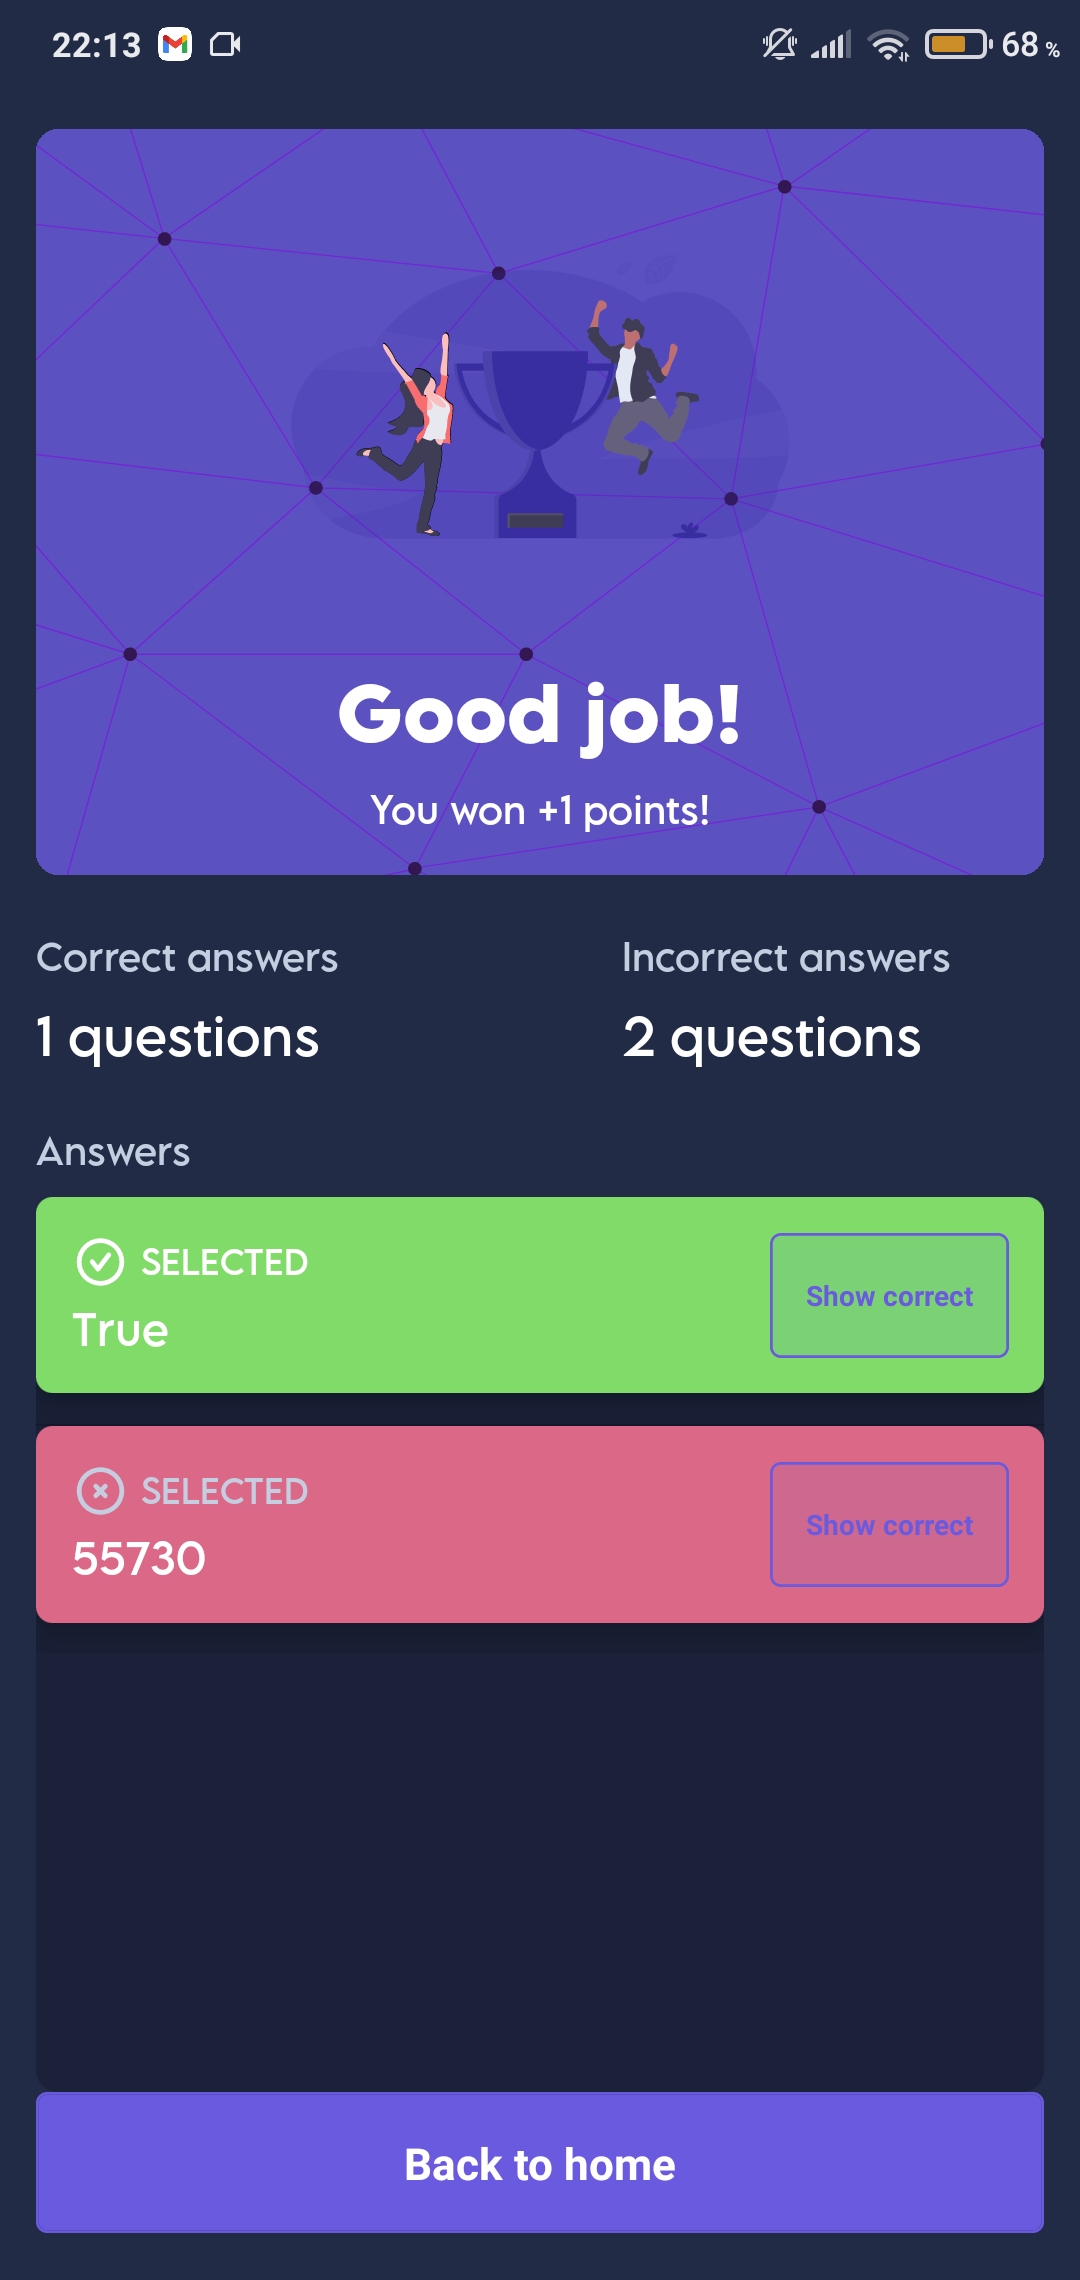 22:13
68 %
Good job!
You won +1 points!
Correct answers
Incorrect answers
1 questions
2 questions
Answers
SELECTED
Show correct
True
SELECTED
Show correct
55730
Back to home